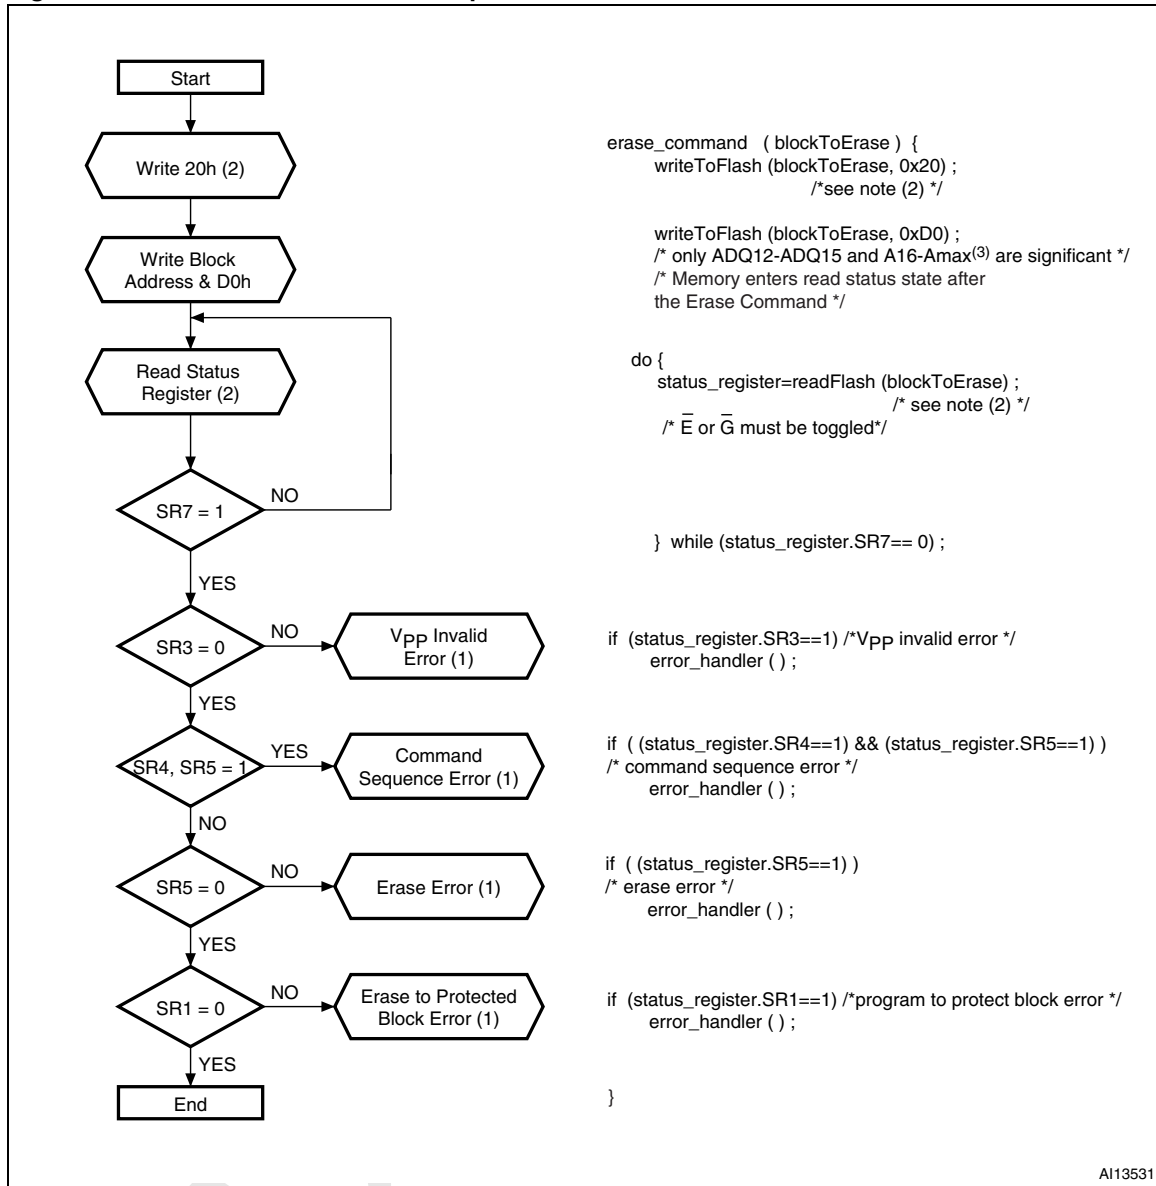 Start
Write 20h (2)
Write Block
Address & D0h
Read Status
Register (2)
SR7 = 1
NO
YES
SR3 = 0
NO
VPP Invalid
Error (1)
YES
SR4, SR5 = 1
YES
Command
Sequence Error (1)
NO
SR5 = 0
NO
Erase Error (1)
YES
SR1 = 0
NO
Erase to Protected
Block Error (1)
YES
End
erase_command ( blockToErase ) {
writeToFlash (blockToErase, 0x20) ;
/*see note (2) */
writeToFlash (blockToErase, 0xD0) ;
/* only ADQ12-ADQ15 and A16-Amax(3) are significant */
/* Memory enters read status state after
the Erase Command */
do {
status_register=readFlash (blockToErase) ;
/* see note (2) */
/* E̅ or G̅ must be toggled*/
} while (status_register.SR7== 0) ;
if (status_register.SR3==1) /*VPP invalid error */
error_handler ( ) ;
if ( (status_register.SR4==1) && (status_register.SR5==1) )
/* command sequence error */
error_handler ( ) ;
if ( (status_register.SR5==1) )
/* erase error */
error_handler ( ) ;
if (status_register.SR1==1) /*program to protect block error */
error_handler ( ) ;
}
AI13531